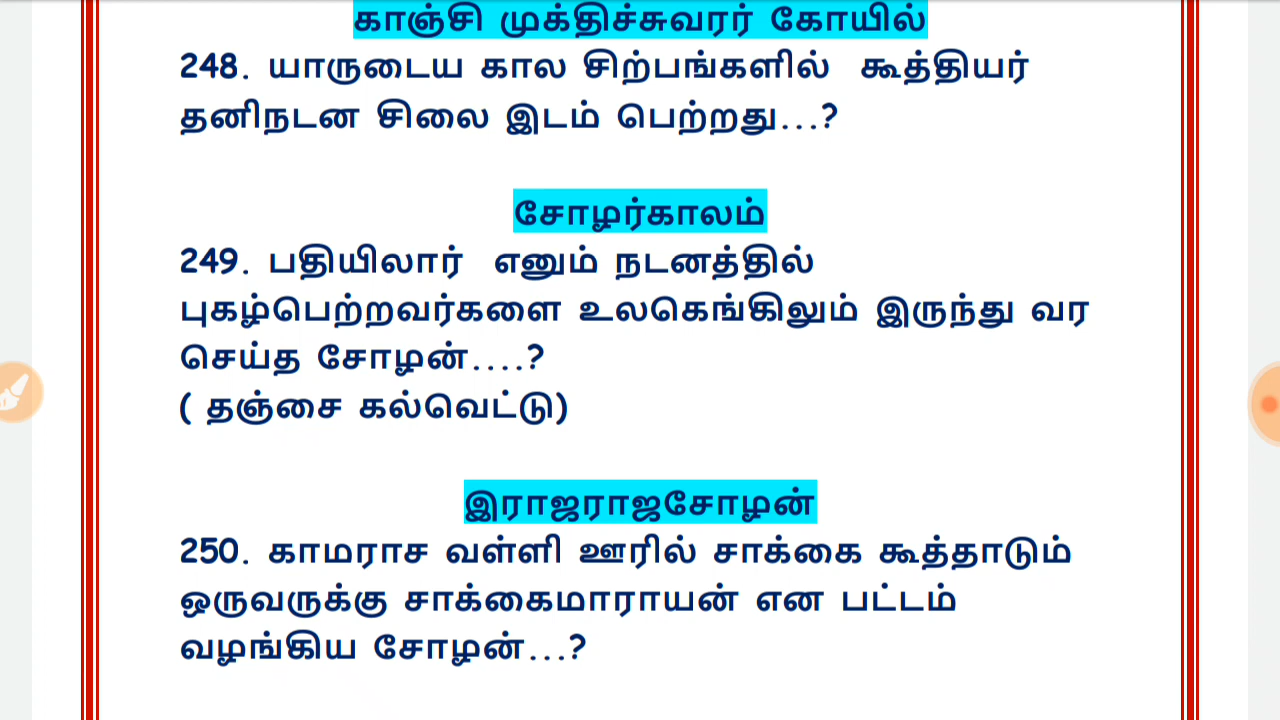 காஞ்சி முக்திச்சுவரர் கோயில்
248. யாருடைய கால சிற்பங்களில் கூத்தியர்
தனிநடன சிலை இடம் பெற்றது...?
சோழர்காலம்
249. பதியிலார் எனும் நடனத்தில்
புகழ்பெற்றவர்களை உலகெங்கிலும் இருந்து வர
செய்த சோழன்....?
( தஞ்சை கல்வெட்டு)
இராஜராஜசோழன்
250. காமராச வள்ளி ஊரில் சாக்கை கூத்தாடும்
ஒருவருக்கு சாக்கைமாராயன் என பட்டம்
வழங்கிய சோழன்...?